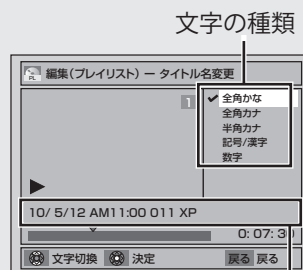 文字の種類
PL 編集(プレイリスト) ー タイトル名変更
1
✔ 全角かな
全角カナ
半角カナ
記号/漢字
数字
10/ 5/12 AM11:00 011 XP
0: 07: 30
文字切換 決定 戻る 戻る